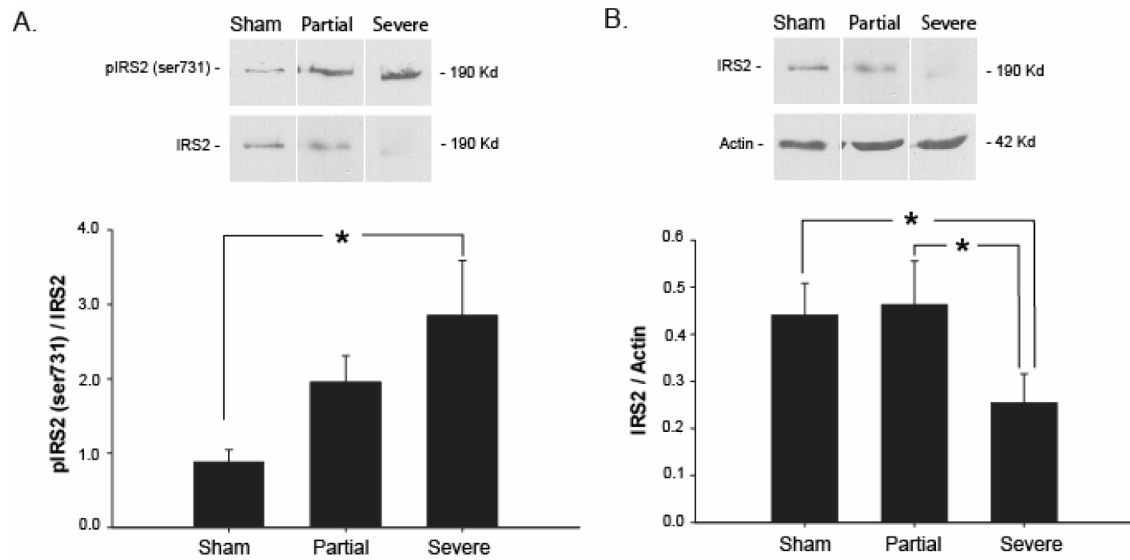 A.
Sham Partial Severe
pIRS2 (ser731) - - 190 Kd
IRS2 - - 190 Kd
pIRS2 (ser731) / IRS2
4.0
3.0
2.0
1.0
0.0
*
Sham Partial Severe
B.
Sham Partial Severe
IRS2 - - 190 Kd
Actin - - 42 Kd
IRS2 / Actin
0.6
0.5
0.4
0.3
0.2
0.1
0.0
*
*
Sham Partial Severe